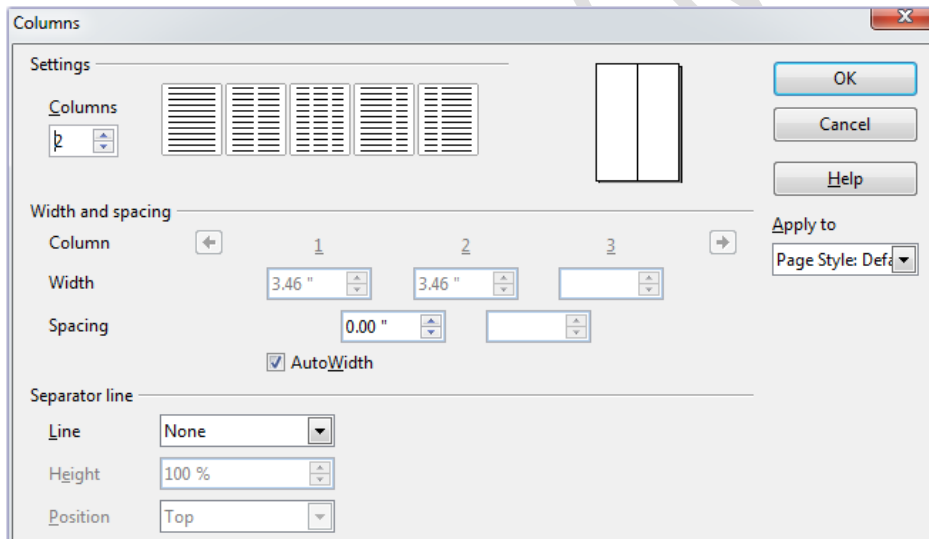 Columns
Settings
OK
Columns
2
Cancel
Help
Width and spacing
Apply to
Column 1 2 3
Page Style: Defa
Width 3.46 " 3.46 "
Spacing 0.00 "
AutoWidth
Separator line
Line None
Height 100 %
Position Top